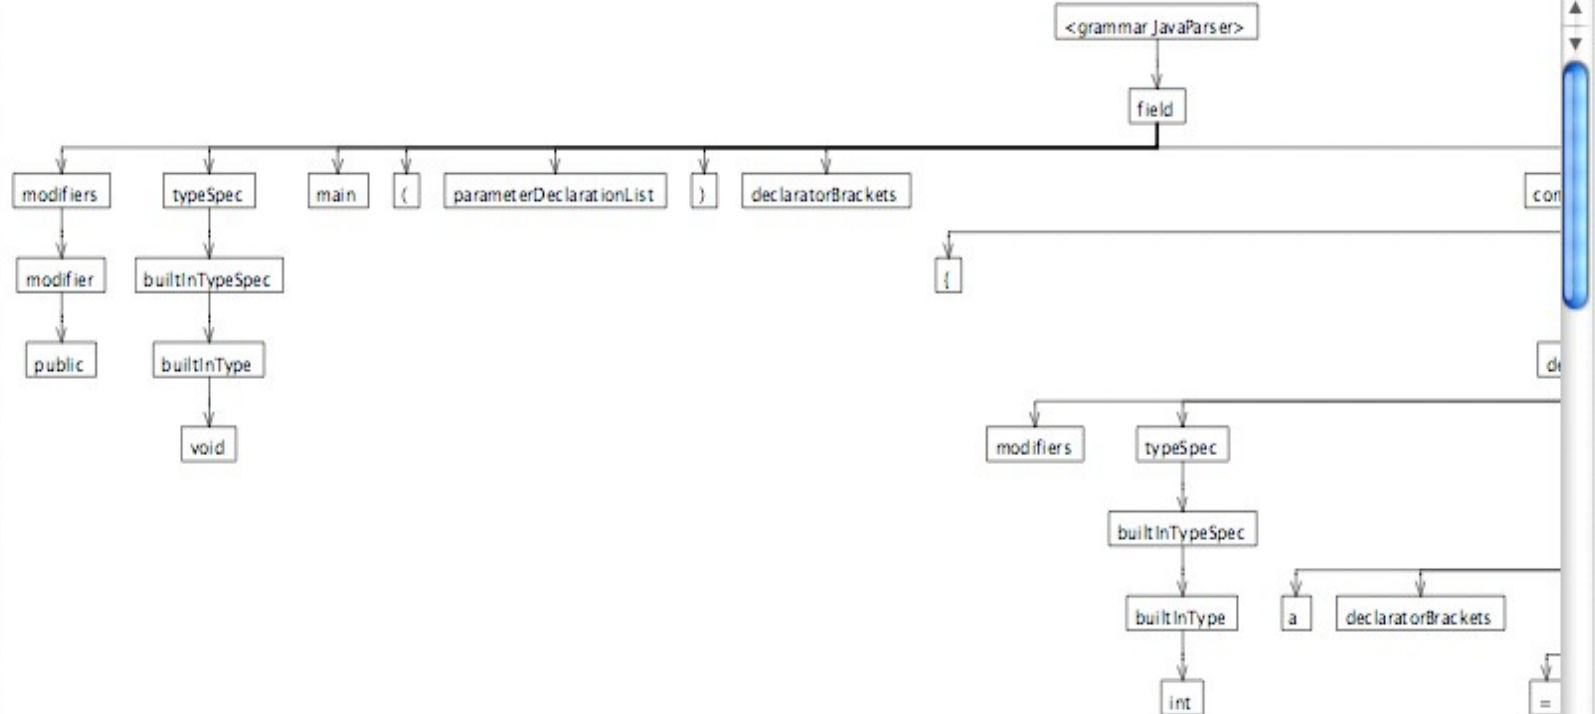 <grammar JavaParser>
field
modifiers typeSpec main ( parameterDeclarationList ) declaratorBrackets
modifier builtInTypeSpec {
public builtInType
void modifiers typeSpec
builtInTypeSpec
builtInType a declaratorBrackets
int =